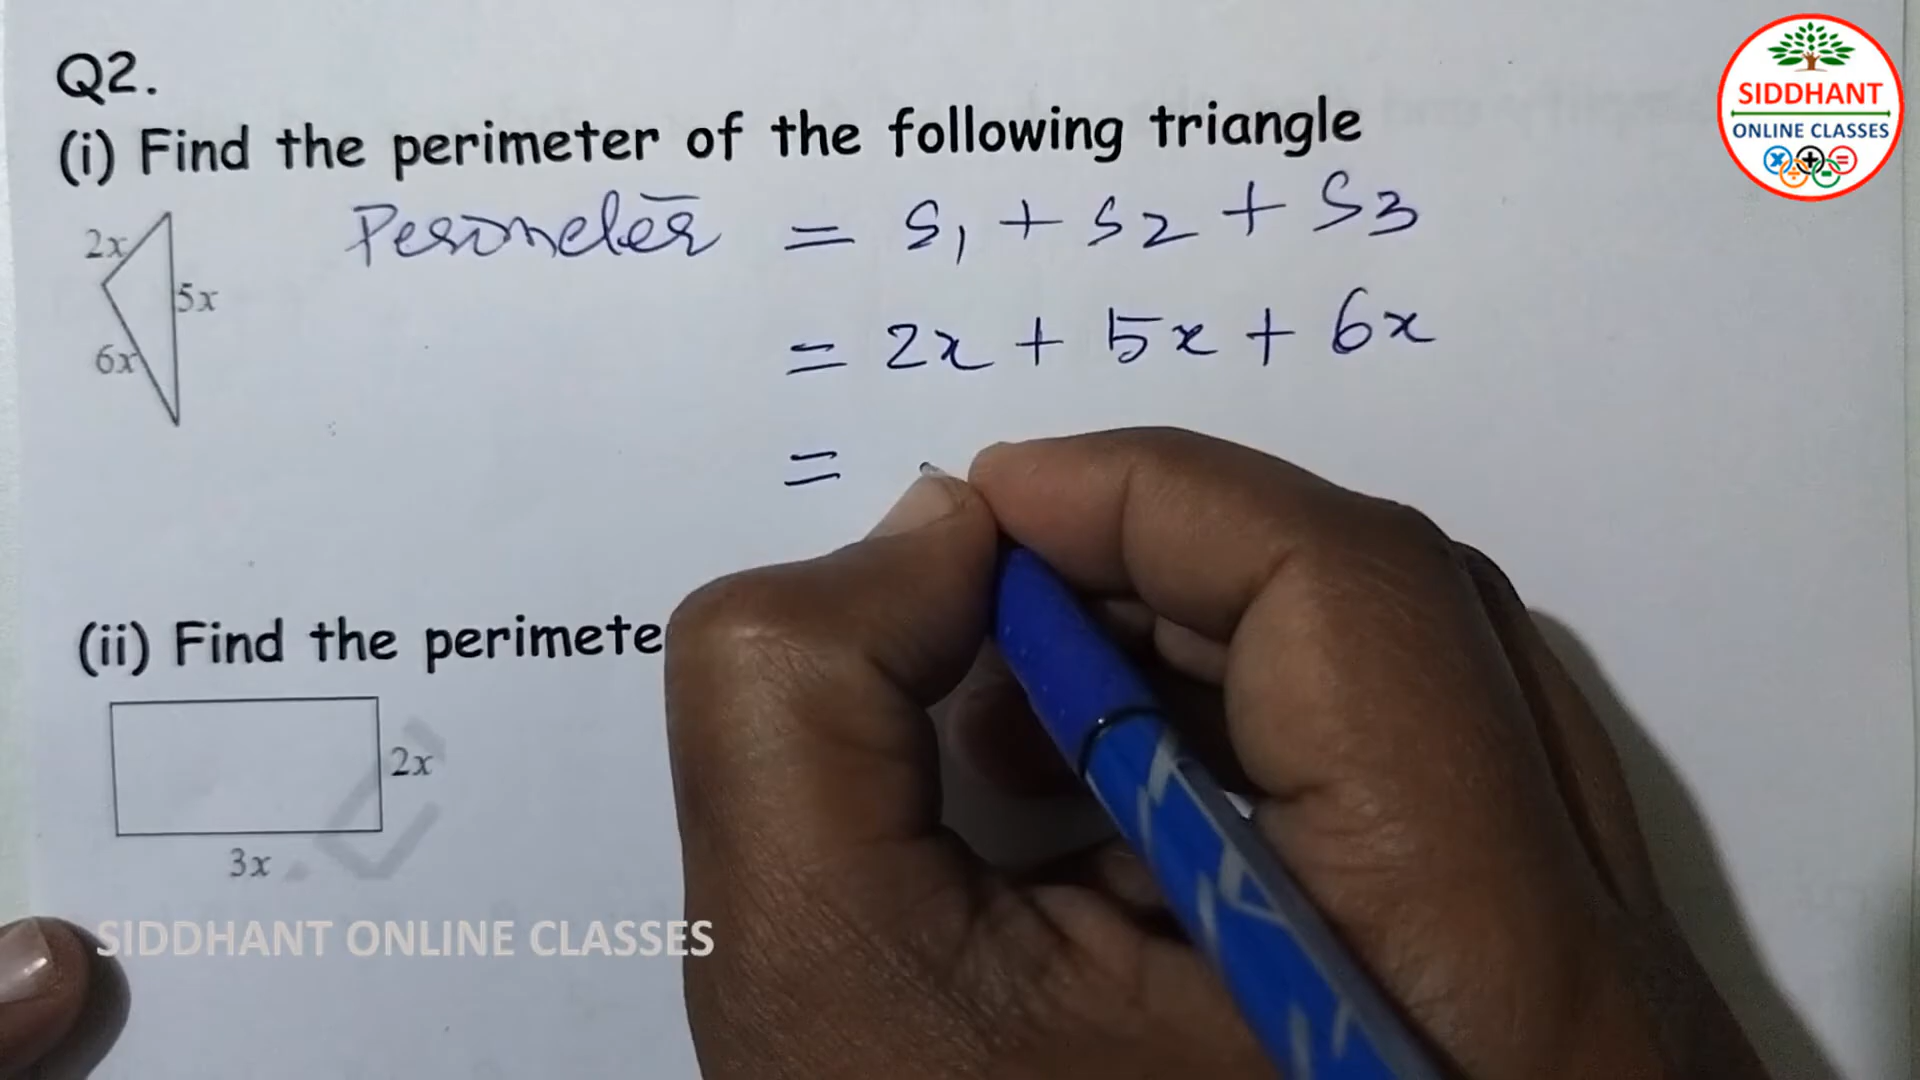 Q2.
(i) Find the perimeter of the following triangle
2x
5x
6x
Perimeter = S1 + S2 + S3
= 2x + 5x + 6x
=
(ii) Find the perimete
2x
3x
SIDDHANT ONLINE CLASSES
SIDDHANT
ONLINE CLASSES